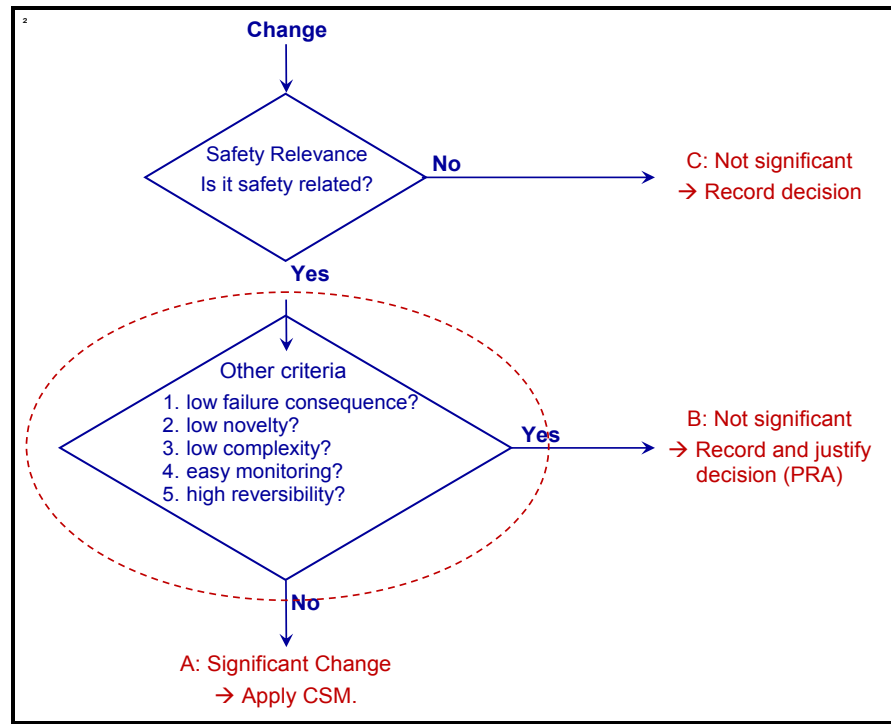 2
Change
Safety Relevance
Is it safety related?
No
C: Not significant
→ Record decision
Yes
Other criteria
1. low failure consequence?
2. low novelty?
3. low complexity?
4. easy monitoring?
5. high reversibility?
Yes
B: Not significant
→ Record and justify
decision (PRA)
No
A: Significant Change
→ Apply CSM.